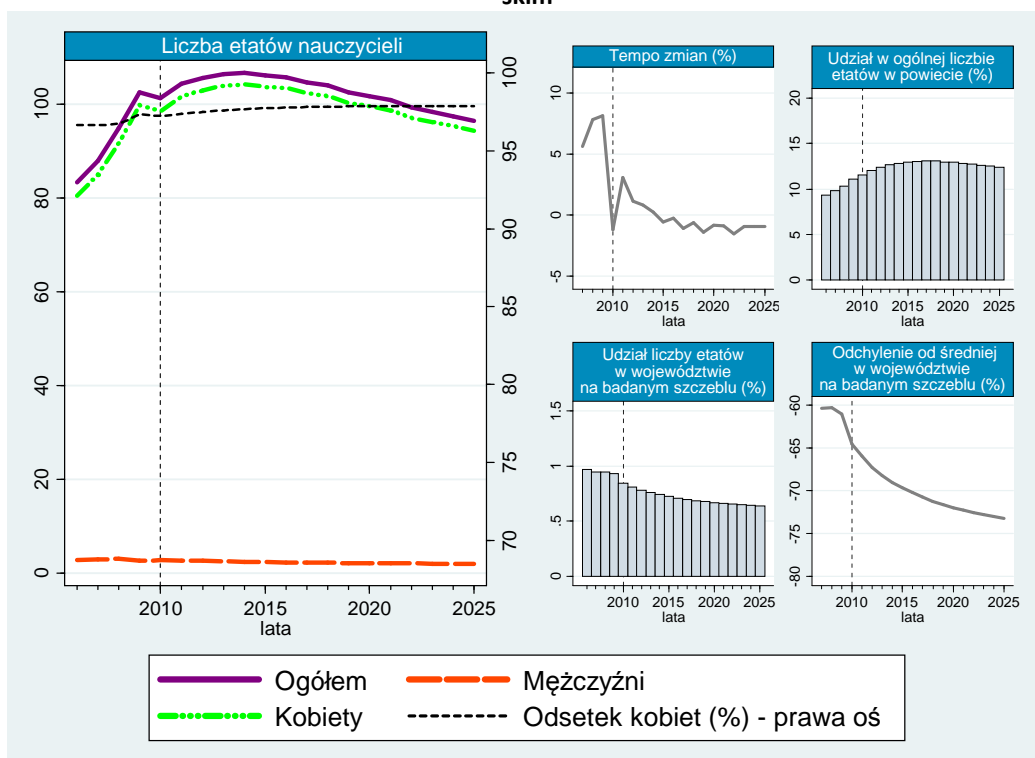 skim
Liczba etatów nauczycieli
0
20
40
60
80
100
70
75
80
85
90
95
100
2010
2015
2020
2025
lata
Tempo zmian (%)
-5
0
5
10
2010
2015
2020
2025
lata
Udział w ogólnej liczbie
etatów w powiecie (%)
0
5
10
15
20
2010
2015
2020
2025
lata
Udział liczby etatów
w województwie
na badanym szczeblu (%)
0
.5
1
1.5
2010
2015
2020
2025
lata
Odchylenie od średniej
w województwie
na badanym szczeblu (%)
-80
-75
-70
-65
-60
2010
2015
2020
2025
lata
Ogółem
Mężczyźni
Kobiety
Odsetek kobiet (%) - prawa oś